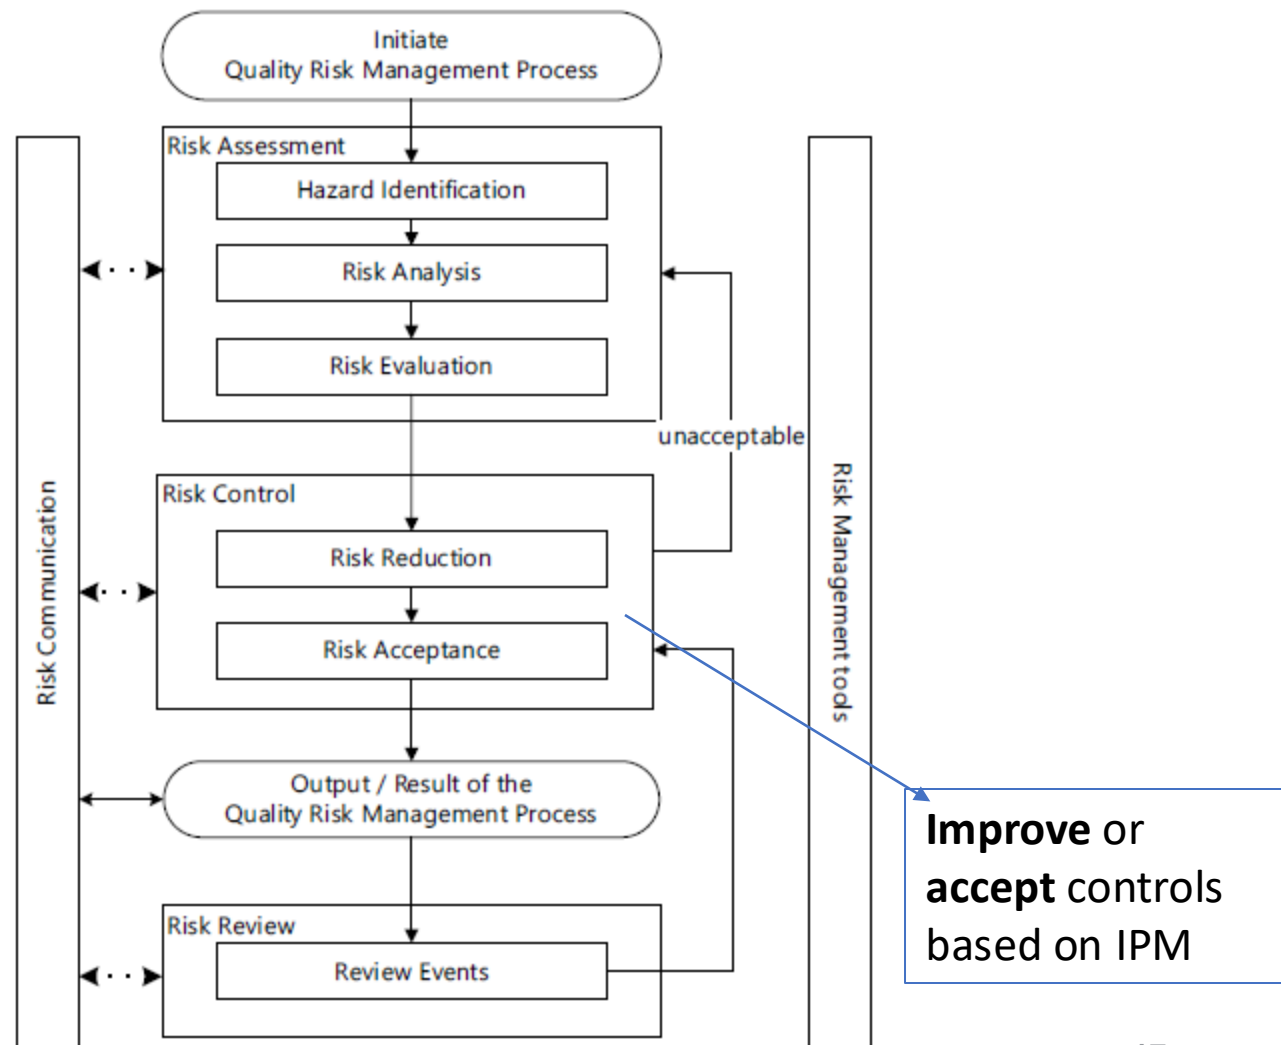 Initiate
Quality Risk Management Process
Risk Assessment
Hazard Identification
Risk Analysis
Risk Evaluation
unacceptable
Risk Control
Risk Reduction
Risk Acceptance
Risk Communication
Risk Management tools
Output / Result of the
Quality Risk Management Process
Improve or
accept controls
based on IPM
Risk Review
Review Events